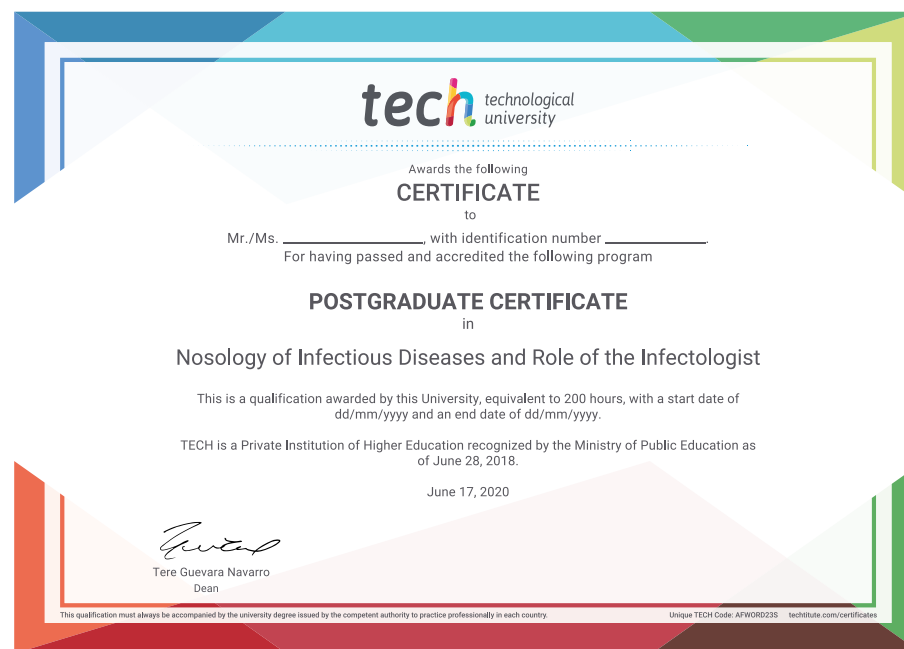 tech technological
university
Awards the following
CERTIFICATE
to
Mr./Ms. ____________, with identification number ____________.
For having passed and accredited the following program
POSTGRADUATE CERTIFICATE
in
Nosology of Infectious Diseases and Role of the Infectologist
This is a qualification awarded by this University, equivalent to 200 hours, with a start date of
dd/mm/yyyy and an end date of dd/mm/yyyy.
TECH is a Private Institution of Higher Education recognized by the Ministry of Public Education as
of June 28, 2018.
June 17, 2020
Tere Guevara Navarro
Dean
This qualification must always be accompanied by the university degree issued by the competent authority to practice professionally in each country. Unique TECH Code: AFWORD23S techtitute.com/certificates